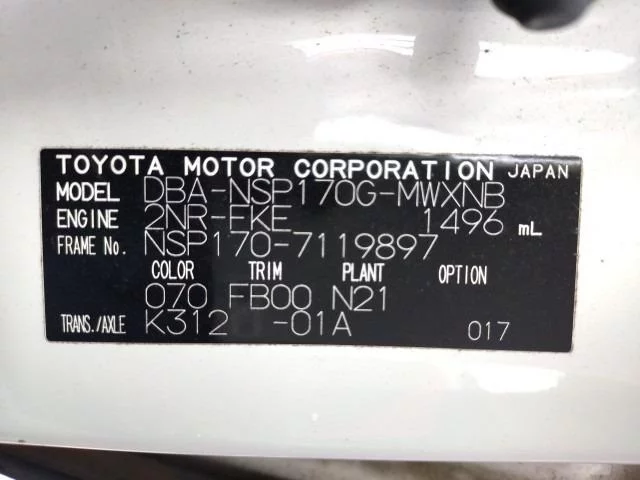 TOYOTA MOTOR CORPORATION JAPAN
MODEL DBA-NSP170G-MWXNB
ENGINE 2NR-FKE 1496 mL
FRAME No. NSP170-7119897
COLOR TRIM PLANT OPTION
070 FB00 N21
TRANS./AXLE K312 -01A 017